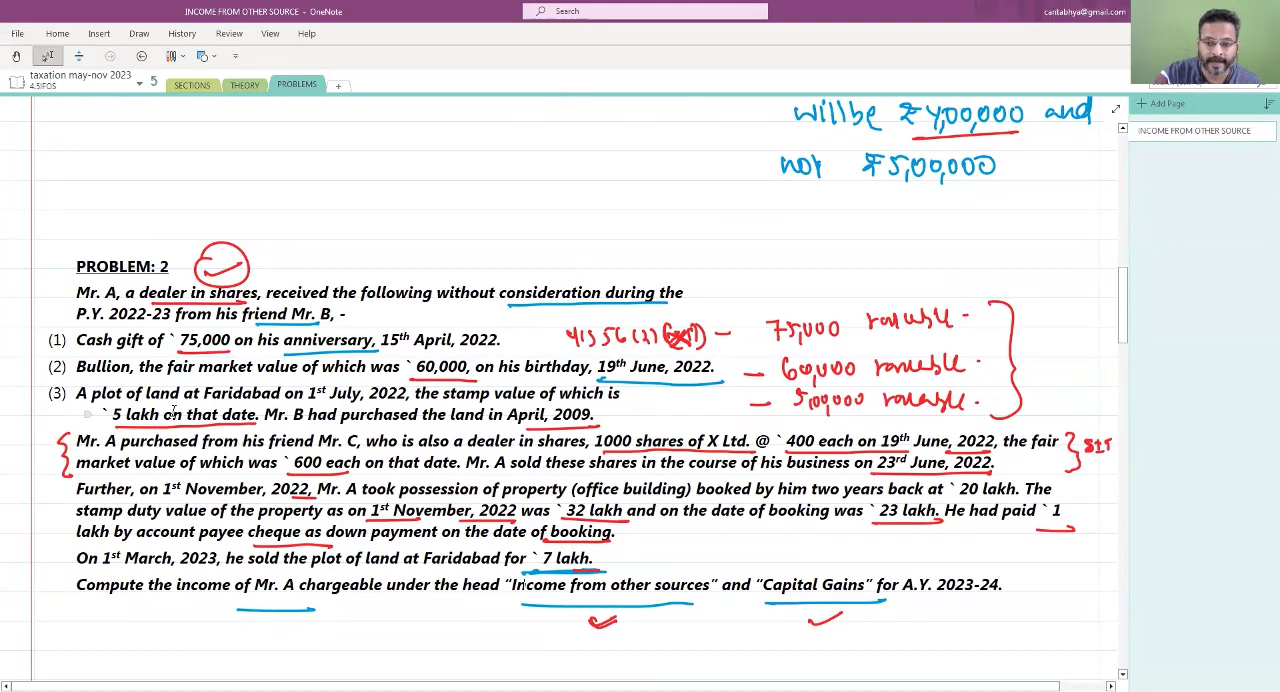 INCOME FROM OTHER SOURCE - OneNote
Search
cantabhya@gmail.com
File Home Insert Draw History Review View Help
taxation may-nov 2023
4.5IFOS
SECTIONS THEORY PROBLEMS
Add Page
INCOME FROM OTHER SOURCE
will be ₹ 4,00,000 and
not ₹ 5,00,000
PROBLEM: 2
Mr. A, a dealer in shares, received the following without consideration during the
P.Y. 2022-23 from his friend Mr. B, -
(1) Cash gift of ` 75,000 on his anniversary, 15th April, 2022.
75,000 taxable -
(2) Bullion, the fair market value of which was ` 60,000, on his birthday, 19th June, 2022.
— 60,000 taxable -
(3) A plot of land at Faridabad on 1st July, 2022, the stamp value of which is
` 5 lakh on that date. Mr. B had purchased the land in April, 2009.
— 5,00,000 taxable -
Mr. A purchased from his friend Mr. C, who is also a dealer in shares, 1000 shares of X Ltd. @ ` 400 each on 19th June, 2022, the fair
market value of which was ` 600 each on that date. Mr. A sold these shares in the course of his business on 23rd June, 2022.
Further, on 1st November, 2022, Mr. A took possession of property (office building) booked by him two years back at ` 20 lakh. The
stamp duty value of the property as on 1st November, 2022 was ` 32 lakh and on the date of booking was ` 23 lakh. He had paid ` 1
lakh by account payee cheque as down payment on the date of booking.
On 1st March, 2023, he sold the plot of land at Faridabad for ` 7 lakh.
Compute the income of Mr. A chargeable under the head "Income from other sources" and "Capital Gains" for A.Y. 2023-24.